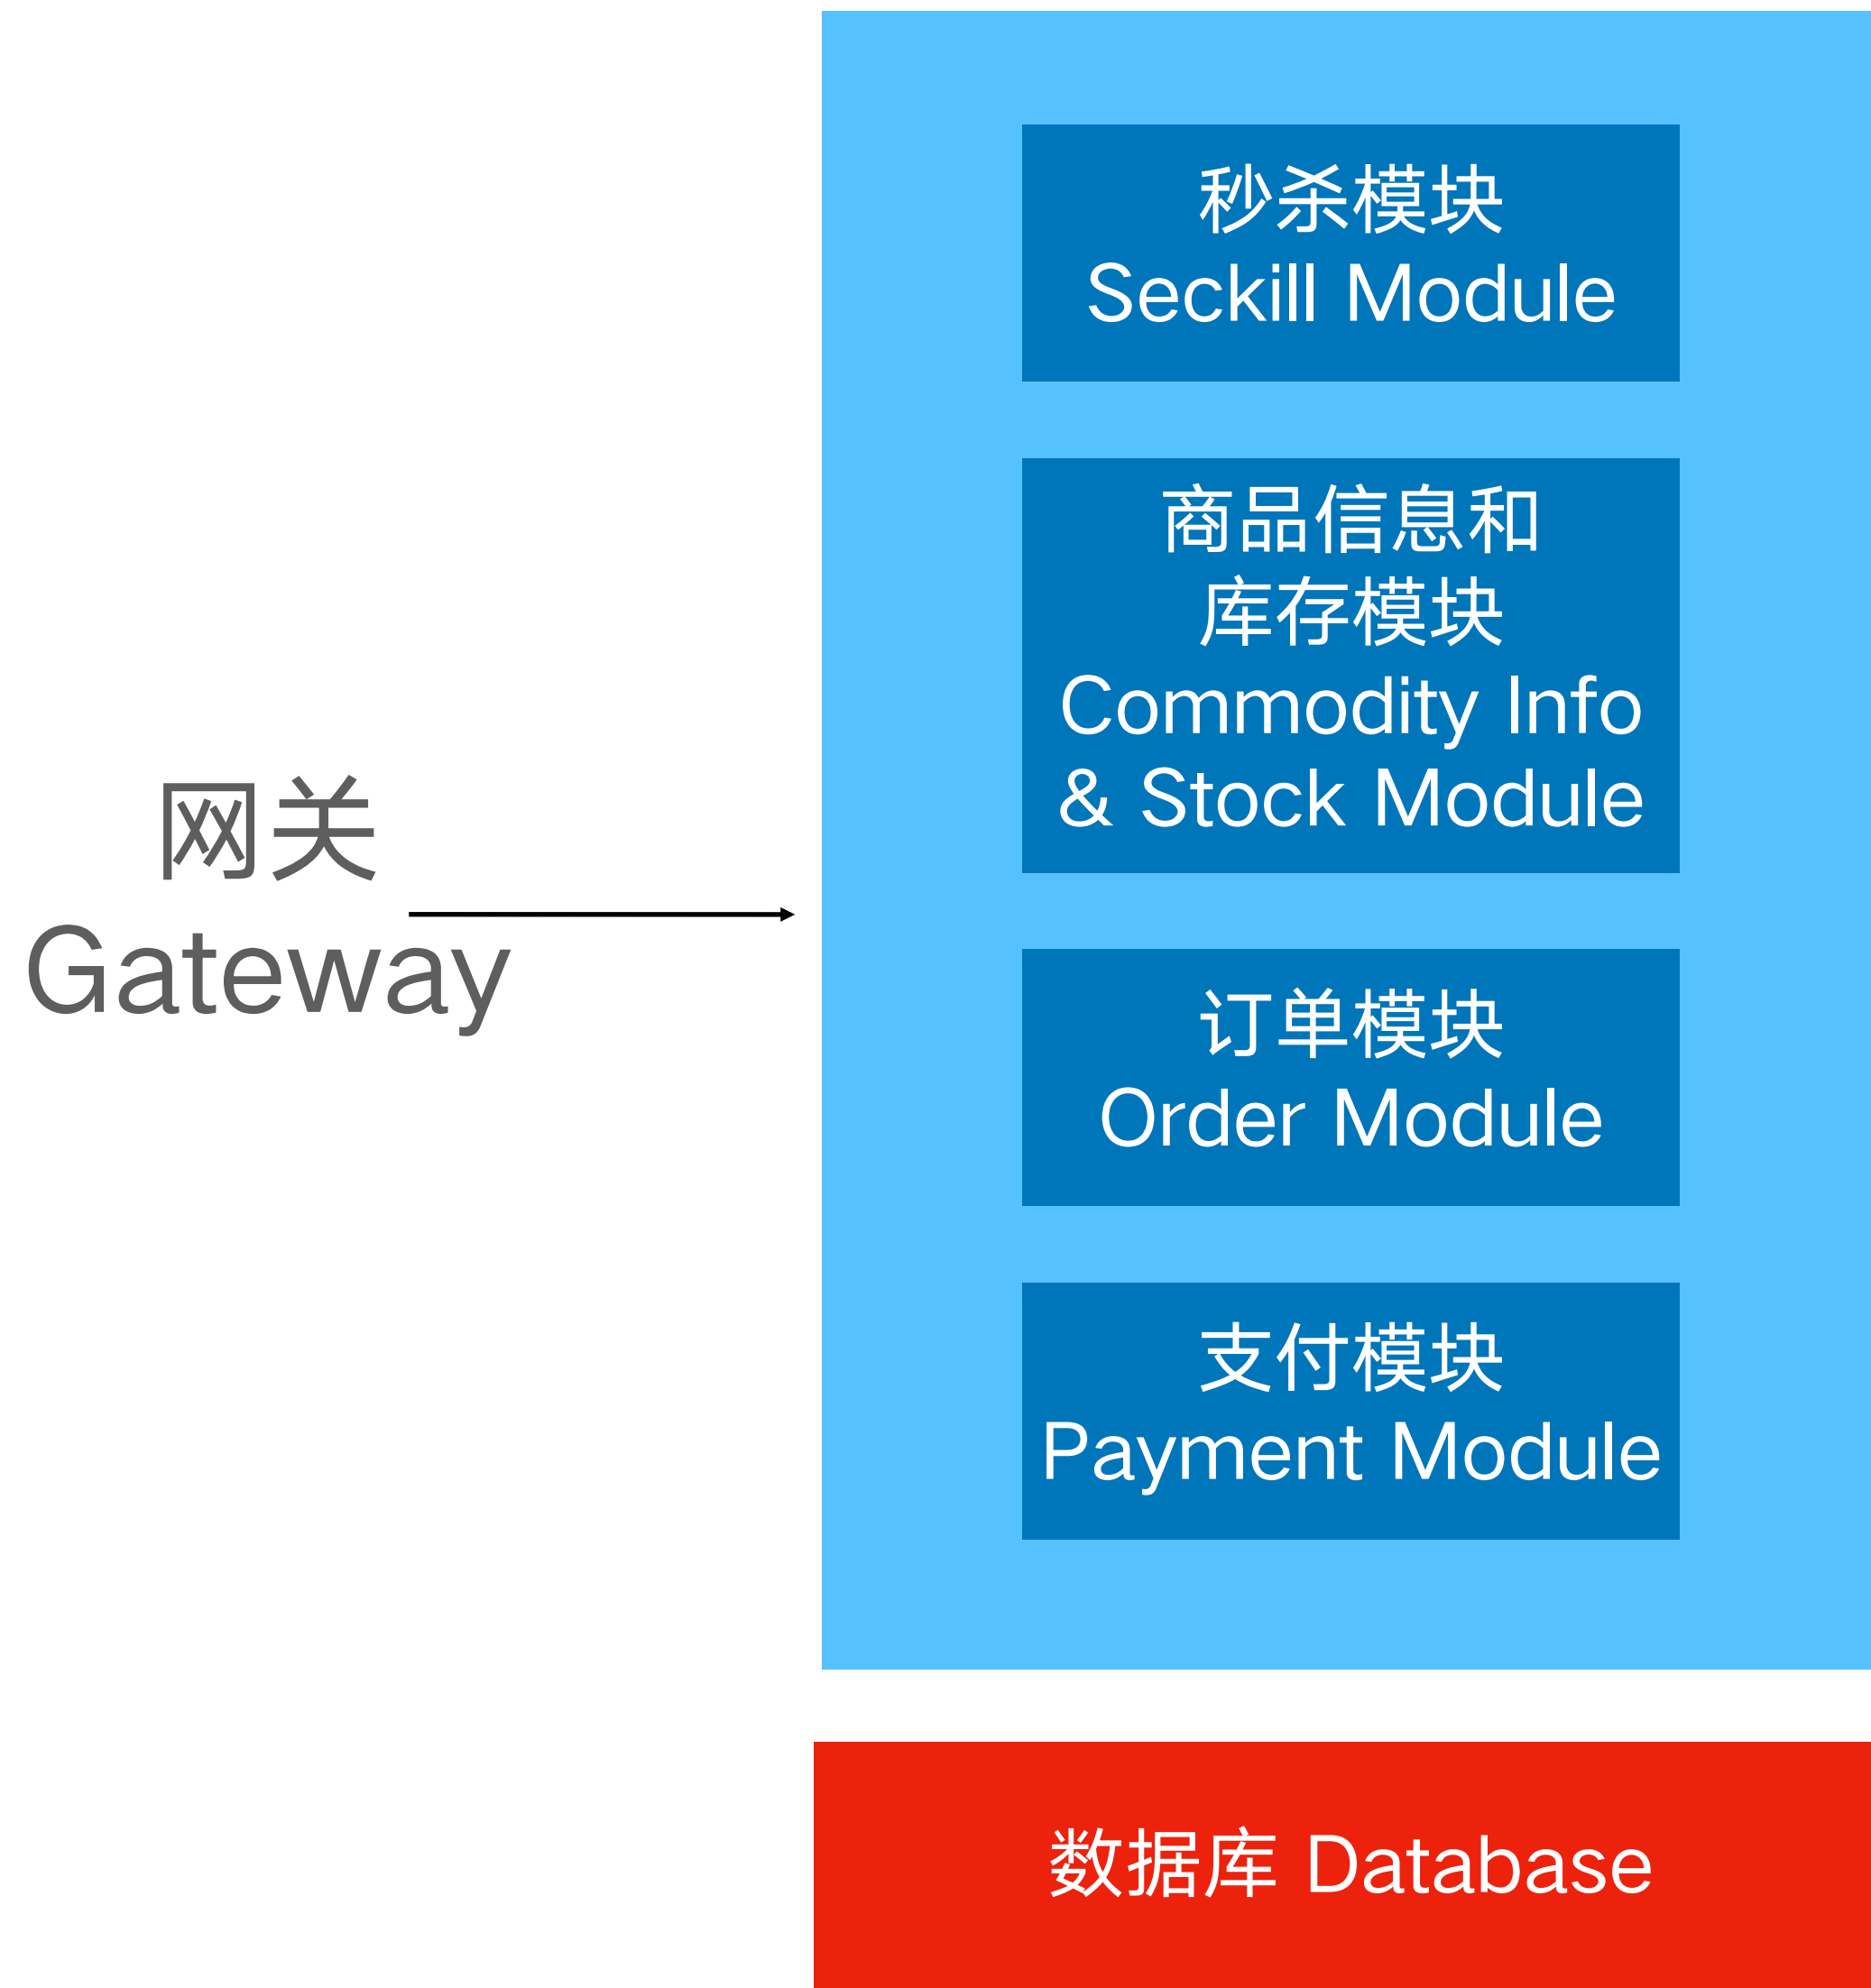 网关
Gateway
秒杀模块
Seckill Module
商品信息和
库存模块
Commodity Info
& Stock Module
订单模块
Order Module
支付模块
Payment Module
数据库 Database